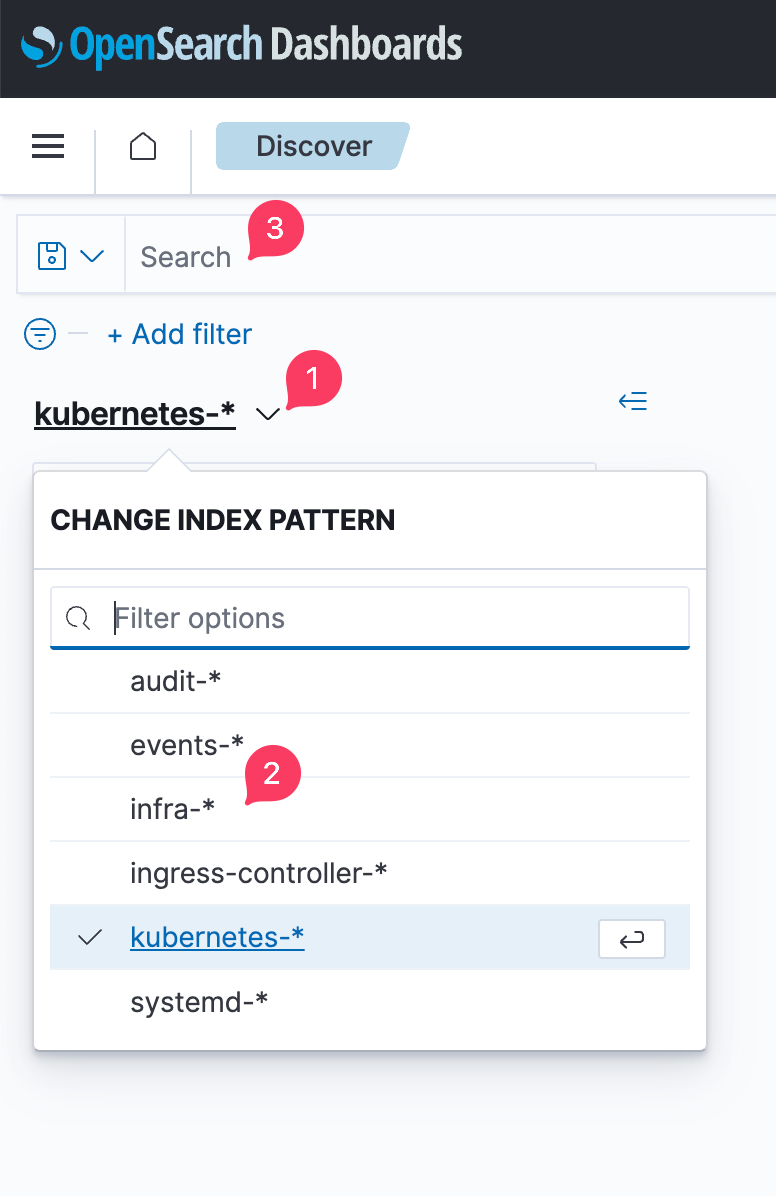 OpenSearch Dashboards
Discover
3
Search
+ Add filter
1
kubernetes-*
CHANGE INDEX PATTERN
Filter options
audit-*
events-*
2
infra-*
ingress-controller-*
kubernetes-*
systemd-*